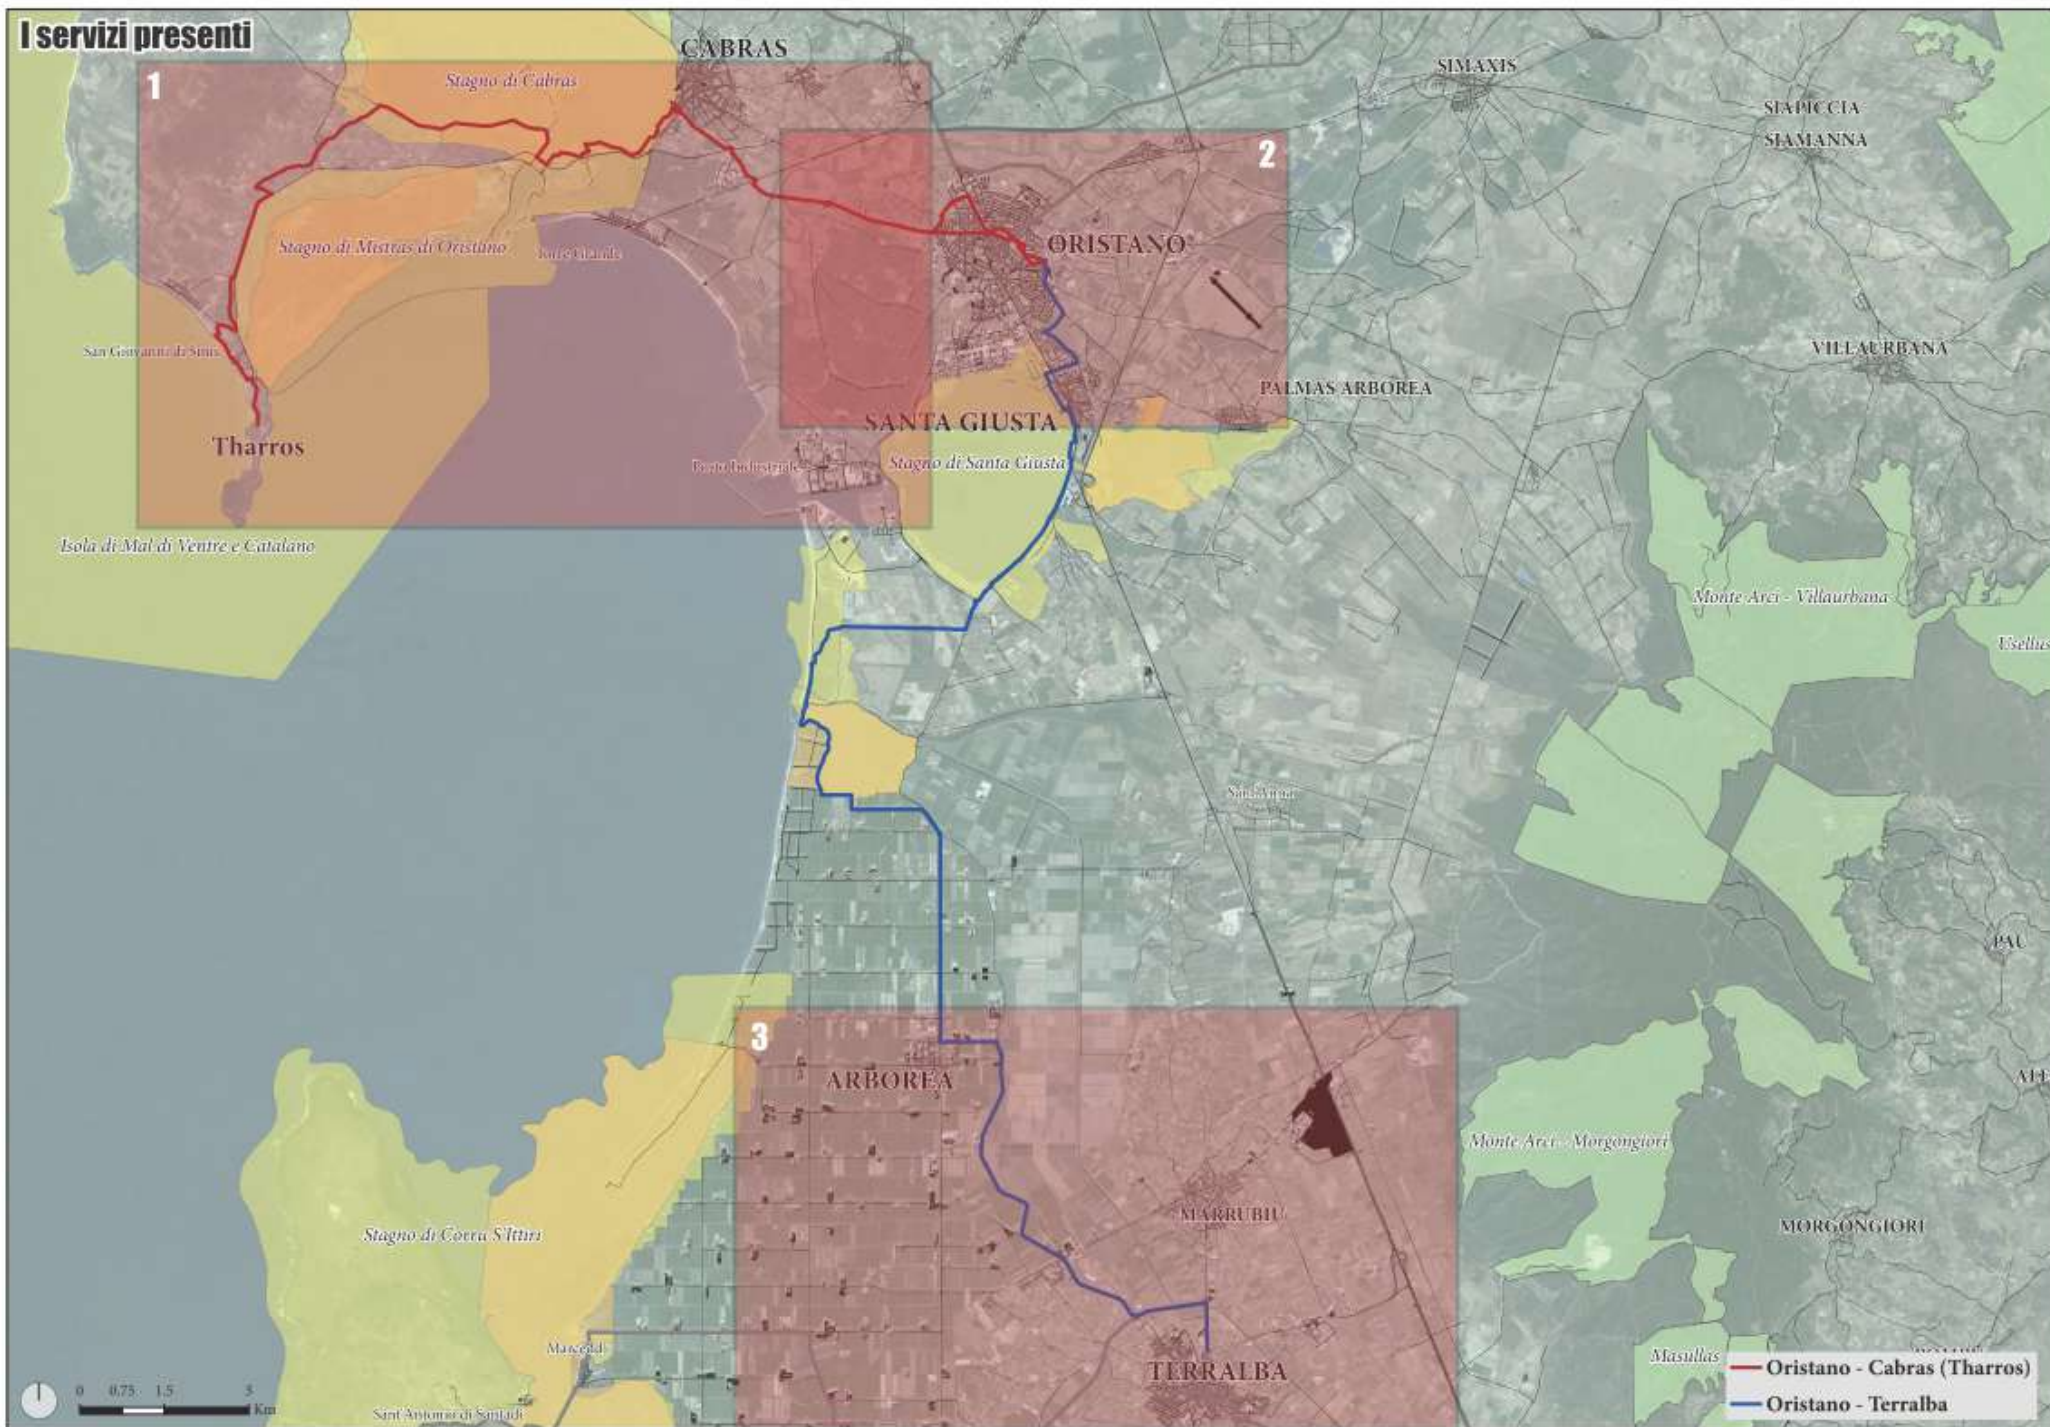 I servizi presenti
CABRAS
Stagno di Cabras
SIMAXIS
1
SIAPICCIA
SIAMANNA
2
Stagno di Mistras di Oristano
Torre Grande
ORISTANO
San Giovanni di Sinis
VILLAURBANA
PALMAS ARBOREA
SANTA GIUSTA
Tharros
Stagno di Santa Giusta
Porto Industriale
Isola di Mal di Ventre e Catalano
Monte Arci - Villaurbana
Usellus
Sant'Anna
PAU
3
ARBOREA
Monte Arci - Morgongiori
MARRUBIU
MORGONGIORI
Stagno di Corru S'Ittiri
Marceddì
Masullas
TERRALBA
Oristano - Cabras (Tharros)
Oristano - Terralba
0 0.75 1.5 3
Km
Sant'Antonio di Santadi